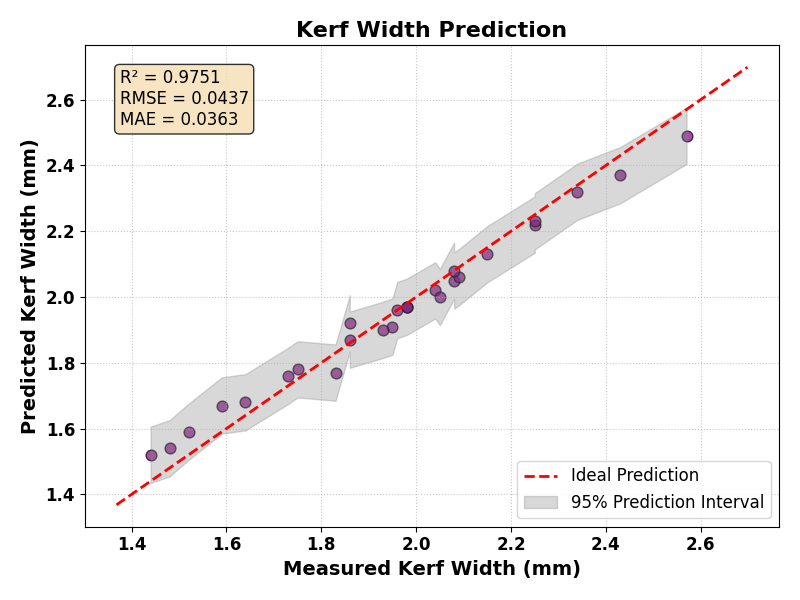 Kerf Width Prediction
R² = 0.9751
RMSE = 0.0437
MAE = 0.0363
2.6
2.4
2.2
2.0
1.8
1.6
1.4
Predicted Kerf Width (mm)
Ideal Prediction
95% Prediction Interval
1.4 1.6 1.8 2.0 2.2 2.4 2.6
Measured Kerf Width (mm)